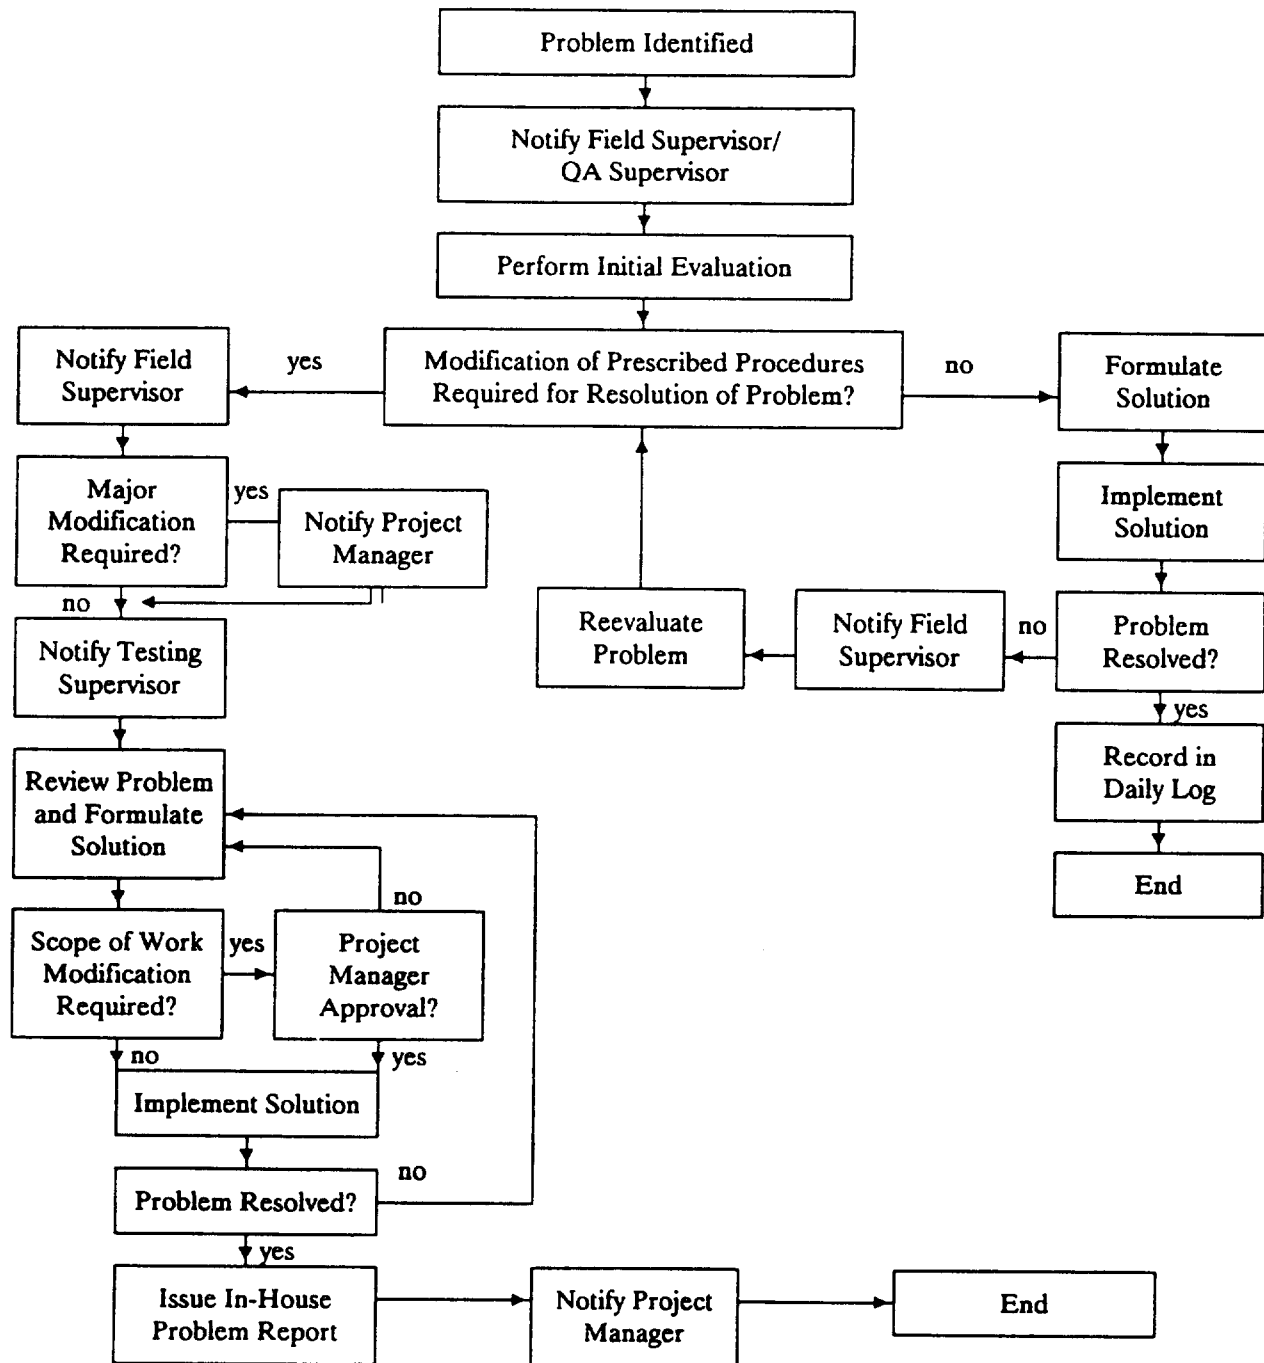 Problem Identified
Notify Field Supervisor/
QA Supervisor
Perform Initial Evaluation
Modification of Prescribed Procedures
Required for Resolution of Problem?
yes
Notify Field
Supervisor
Major
Modification
Required?
yes
Notify Project
Manager
no
Notify Testing
Supervisor
Review Problem
and Formulate
Solution
Scope of Work
Modification
Required?
yes
Project
Manager
Approval?
no
no
yes
Implement Solution
Problem Resolved?
no
yes
Issue In-House
Problem Report
Notify Project
Manager
End
no
Formulate
Solution
Implement
Solution
Problem
Resolved?
no
Notify Field
Supervisor
Reevaluate
Problem
yes
Record in
Daily Log
End